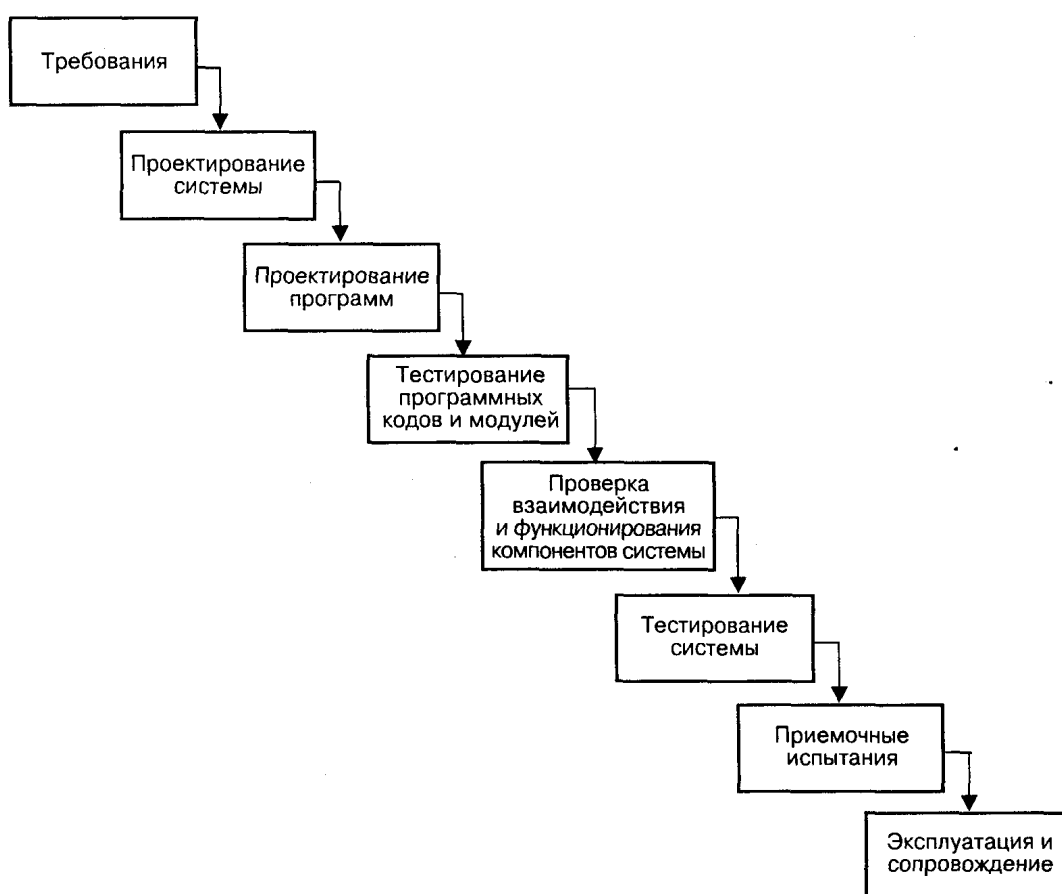 Требования
Проектирование
системы
Проектирование
программ
Тестирование
программных
кодов и модулей
Проверка
взаимодействия
и функционирования
компонентов системы
Тестирование
системы
Приемочные
испытания
Эксплуатация и
сопровождение